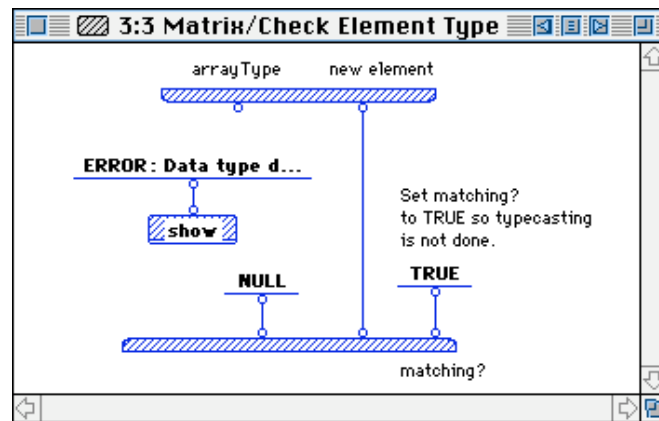 3:3 Matrix/Check Element Type
arrayType new element
ERROR: Data type d...
show
Set matching?
to TRUE so typecasting
is not done.
NULL
TRUE
matching?